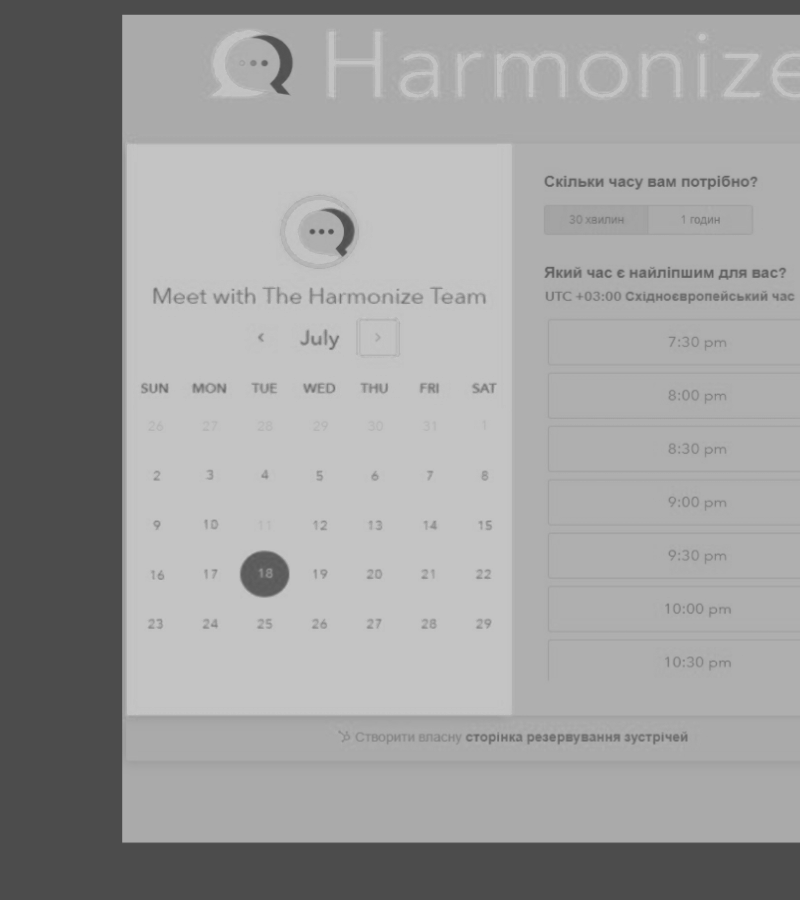 Harmonize
Meet with The Harmonize Team
‹ July ›
SUN MON TUE WED THU FRI SAT
26 27 28 29 30 31 1
2 3 4 5 6 7 8
9 10 11 12 13 14 15
16 17 18 19 20 21 22
23 24 25 26 27 28 29
Скільки часу вам потрібно?
30 хвилин 1 годин
Який час є найліпшим для вас?
UTC +03:00 Східноєвропейський час
7:30 pm
8:00 pm
8:30 pm
9:00 pm
9:30 pm
10:00 pm
10:30 pm
Створити власну сторінка резервування зустрічей